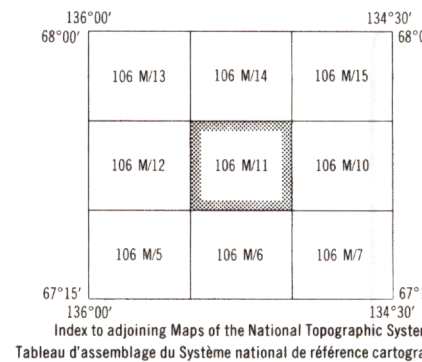 136°00′ 134°30′
68°00′
106 M/13 106 M/14 106 M/15
106 M/12 106 M/11 106 M/10
106 M/5 106 M/6 106 M/7
67°15′
136°00′ 134°30′
Index to adjoining Maps of the National Topographic
Tableau d'assemblage du Système national de référence